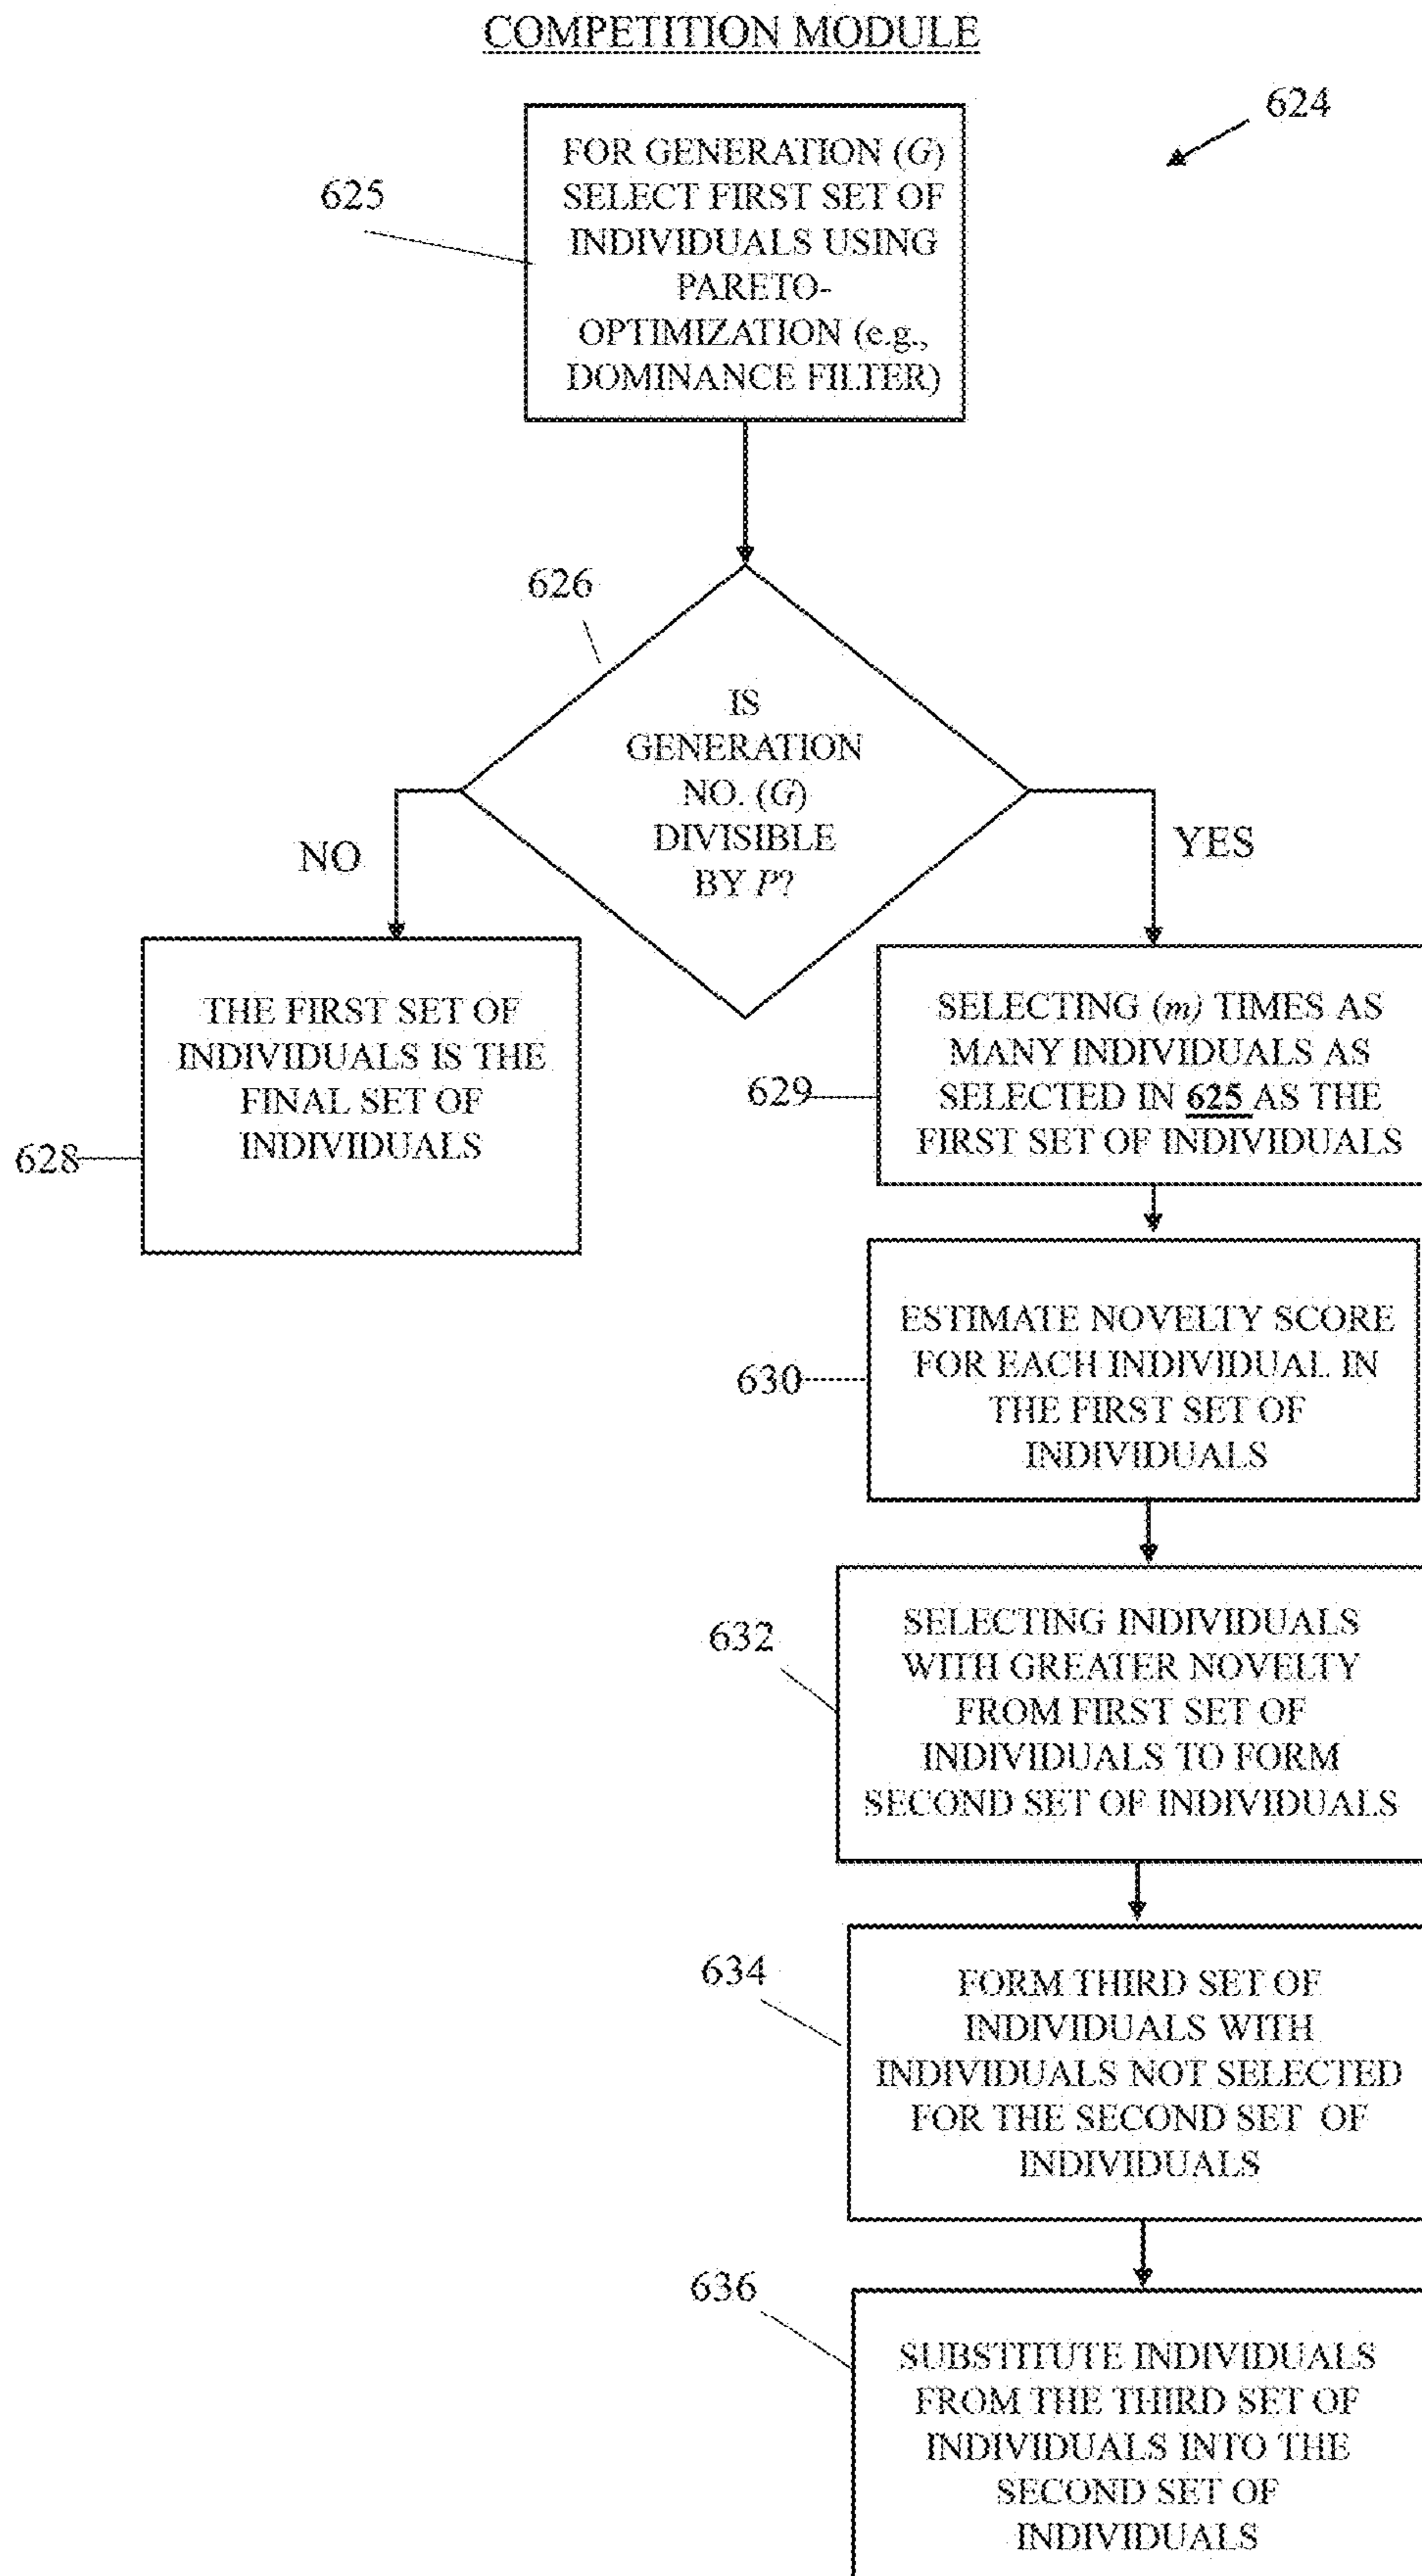 COMPETITION MODULE
624
FOR GENERATION (G)
SELECT FIRST SET OF
INDIVIDUALS USING
PARETO-
OPTIMIZATION (e.g.,
DOMINANCE FILTER)
625
626
IS
GENERATION
NO. (G)
DIVISIBLE
BY P?
NO
YES
THE FIRST SET OF
INDIVIDUALS IS THE
FINAL SET OF
INDIVIDUALS
628
SELECTING (m) TIMES AS
MANY INDIVIDUALS AS
SELECTED IN 625 AS THE
FIRST SET OF INDIVIDUALS
629
ESTIMATE NOVELTY SCORE
FOR EACH INDIVIDUAL IN
THE FIRST SET OF
INDIVIDUALS
630
SELECTING INDIVIDUALS
WITH GREATER NOVELTY
FROM FIRST SET OF
INDIVIDUALS TO FORM
SECOND SET OF INDIVIDUALS
632
FORM THIRD SET OF
INDIVIDUALS WITH
INDIVIDUALS NOT SELECTED
FOR THE SECOND SET OF
INDIVIDUALS
634
SUBSTITUTE INDIVIDUALS
FROM THE THIRD SET OF
INDIVIDUALS INTO THE
SECOND SET OF
INDIVIDUALS
636